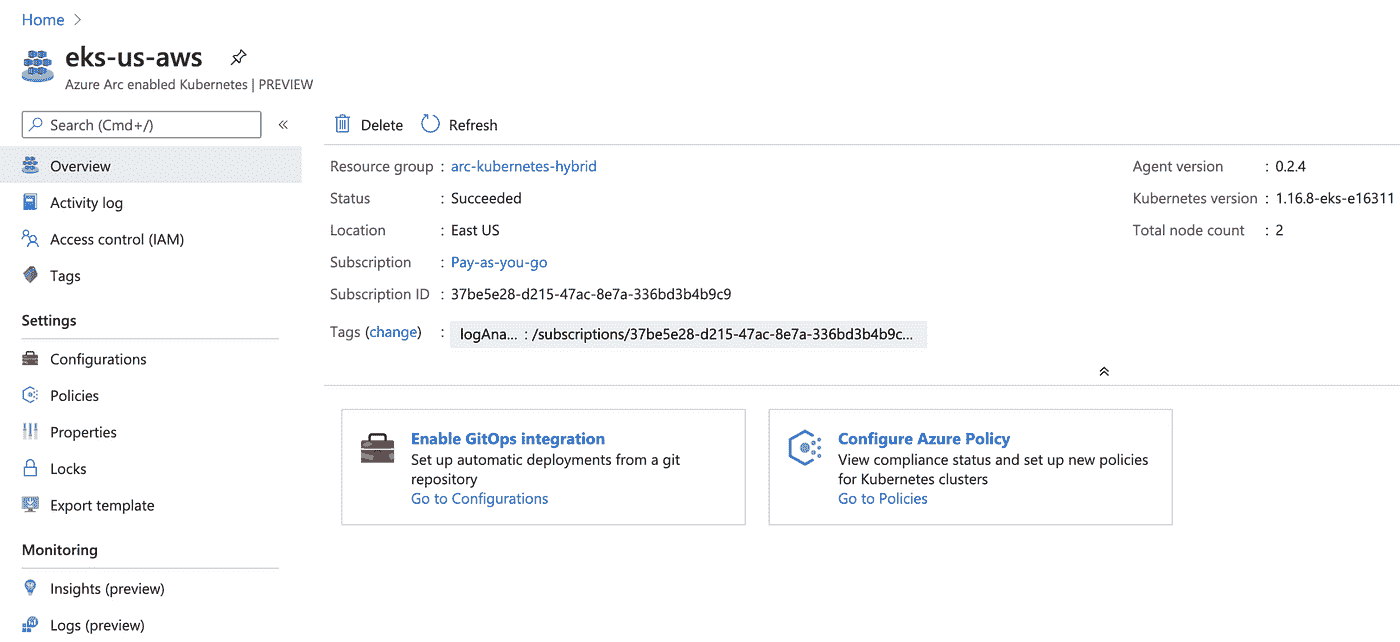 Home >
eks-us-aws
Azure Arc enabled Kubernetes | PREVIEW
Search (Cmd+/)
«
Overview
Activity log
Access control (IAM)
Tags
Settings
Configurations
Policies
Properties
Locks
Export template
Monitoring
Insights (preview)
Logs (preview)
Delete Refresh
Resource group : arc-kubernetes-hybrid
Status : Succeeded
Location : East US
Subscription : Pay-as-you-go
Subscription ID : 37be5e28-d215-47ac-8e7a-336bd3b4b9c9
Tags (change) : logAna... : /subscriptions/37be5e28-d215-47ac-8e7a-336bd3b4b9c...
Agent version : 0.2.4
Kubernetes version : 1.16.8-eks-e16311
Total node count : 2
Enable GitOps integration
Set up automatic deployments from a git
repository
Go to Configurations
Configure Azure Policy
View compliance status and set up new policies
for Kubernetes clusters
Go to Policies